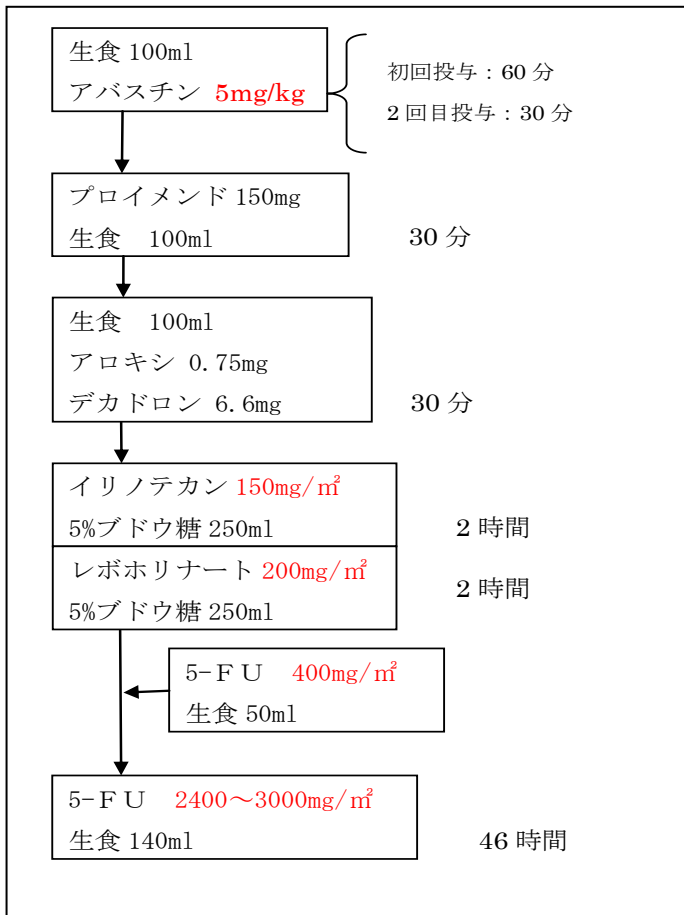 生食 100ml
アバスチン 5mg/kg
初回投与：60 分
2 回目投与：30 分
プロイメンド 150mg
生食　100ml
30 分
生食　100ml
アロキシ 0.75mg
デカドロン 6.6mg
30 分
イリノテカン 150mg/㎡
5%ブドウ糖 250ml
2 時間
レボホリナート 200mg/㎡
5%ブドウ糖 250ml
2 時間
5-ＦＵ　400mg/㎡
生食 50ml
5-ＦＵ　2400～3000mg/㎡
生食 140ml
46 時間